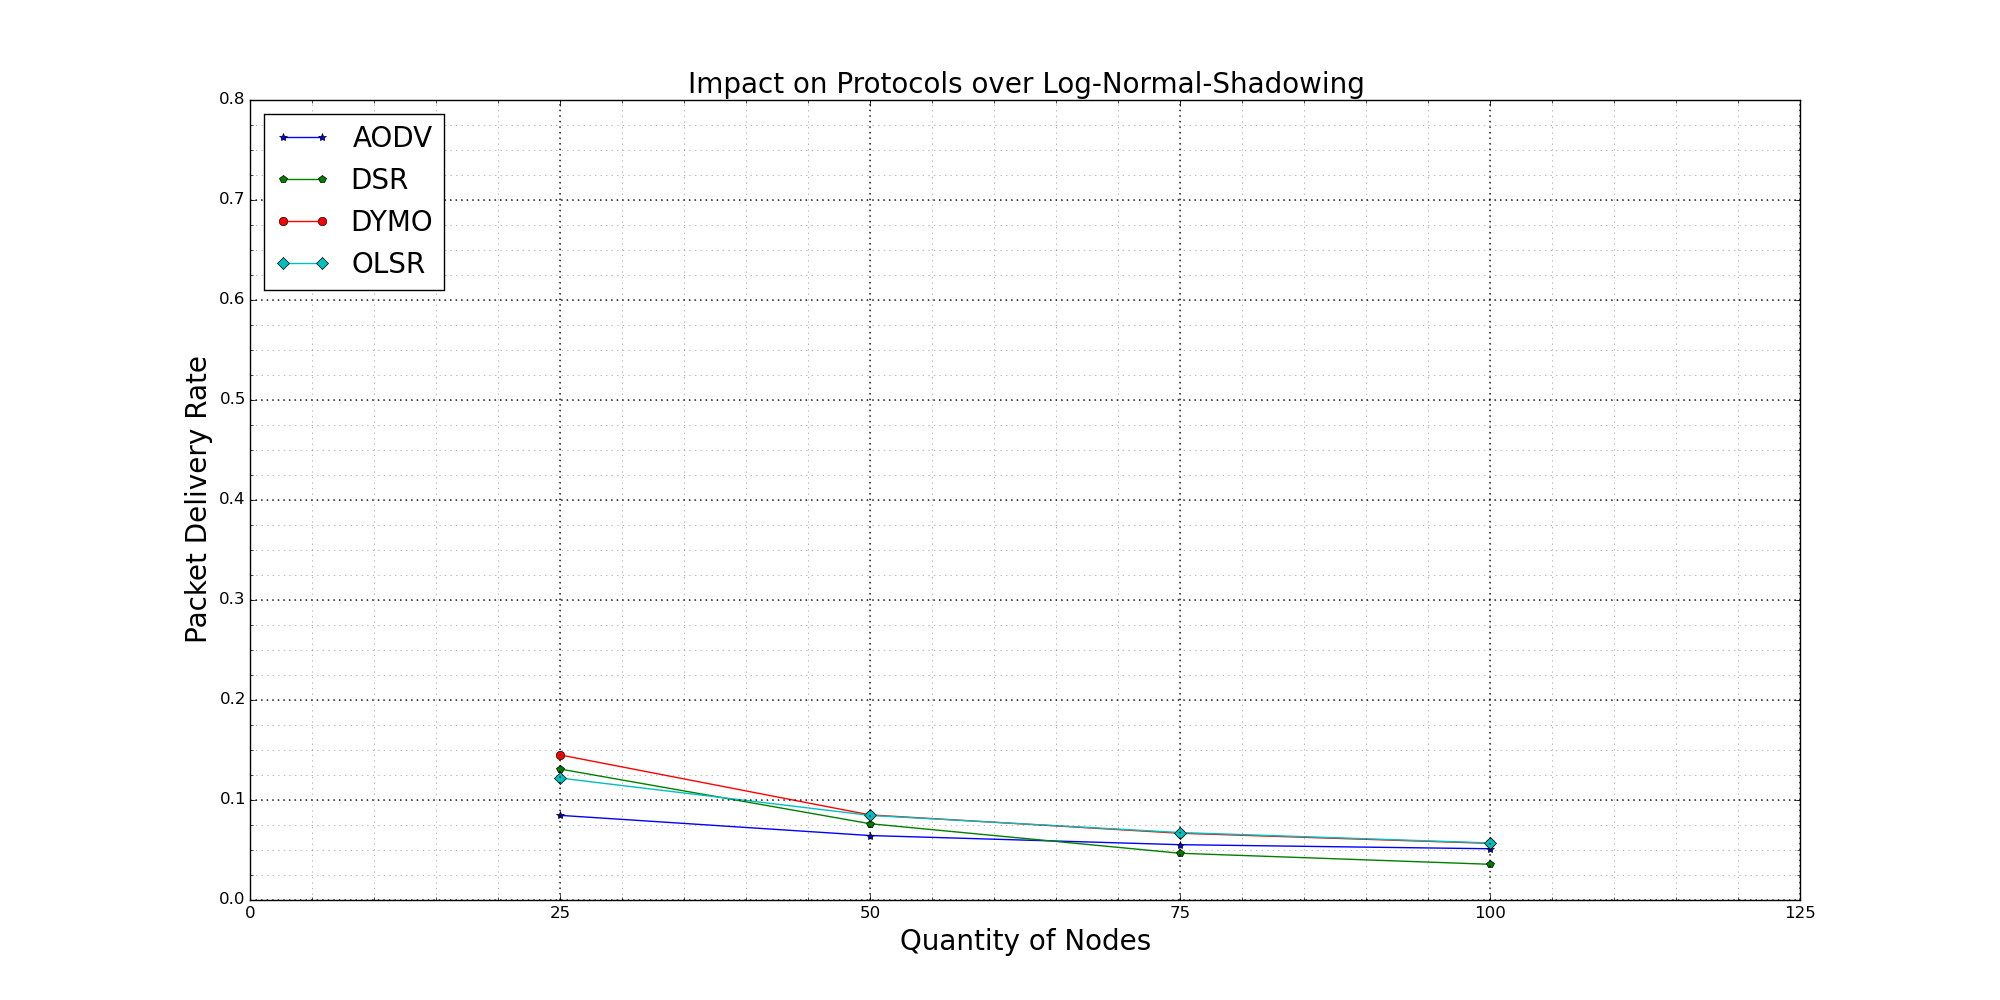 Impact on Protocols over Log-Normal-Shadowing
0.8
0.7
0.6
0.5
0.4
0.3
0.2
0.1
0.0
AODV
DSR
DYMO
OLSR
Packet Delivery Rate
0 25 50 75 100 125
Quantity of Nodes